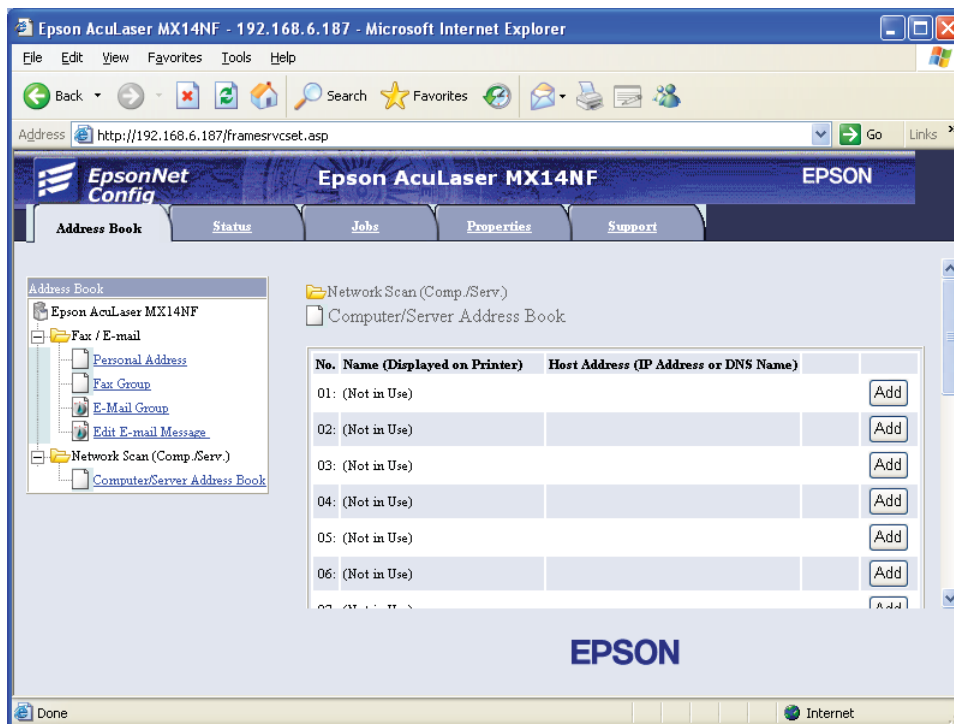 Epson AcuLaser MX14NF - 192.168.6.187 - Microsoft Internet Explorer
File Edit View Favorites Tools Help
Back Search Favorites
Address http://192.168.6.187/framesrvcset.asp Go Links
EpsonNet Config Epson AcuLaser MX14NF EPSON
Address Book Status Jobs Properties Support
Address Book
Epson AcuLaser MX14NF
Fax / E-mail
Personal Address
Fax Group
E-Mail Group
Edit E-mail Message
Network Scan (Comp./Serv.)
Computer/Server Address Book
Network Scan (Comp./Serv.)
Computer/Server Address Book
No. Name (Displayed on Printer) Host Address (IP Address or DNS Name)
01: (Not in Use) Add
02: (Not in Use) Add
03: (Not in Use) Add
04: (Not in Use) Add
05: (Not in Use) Add
06: (Not in Use) Add
EPSON
Done Internet